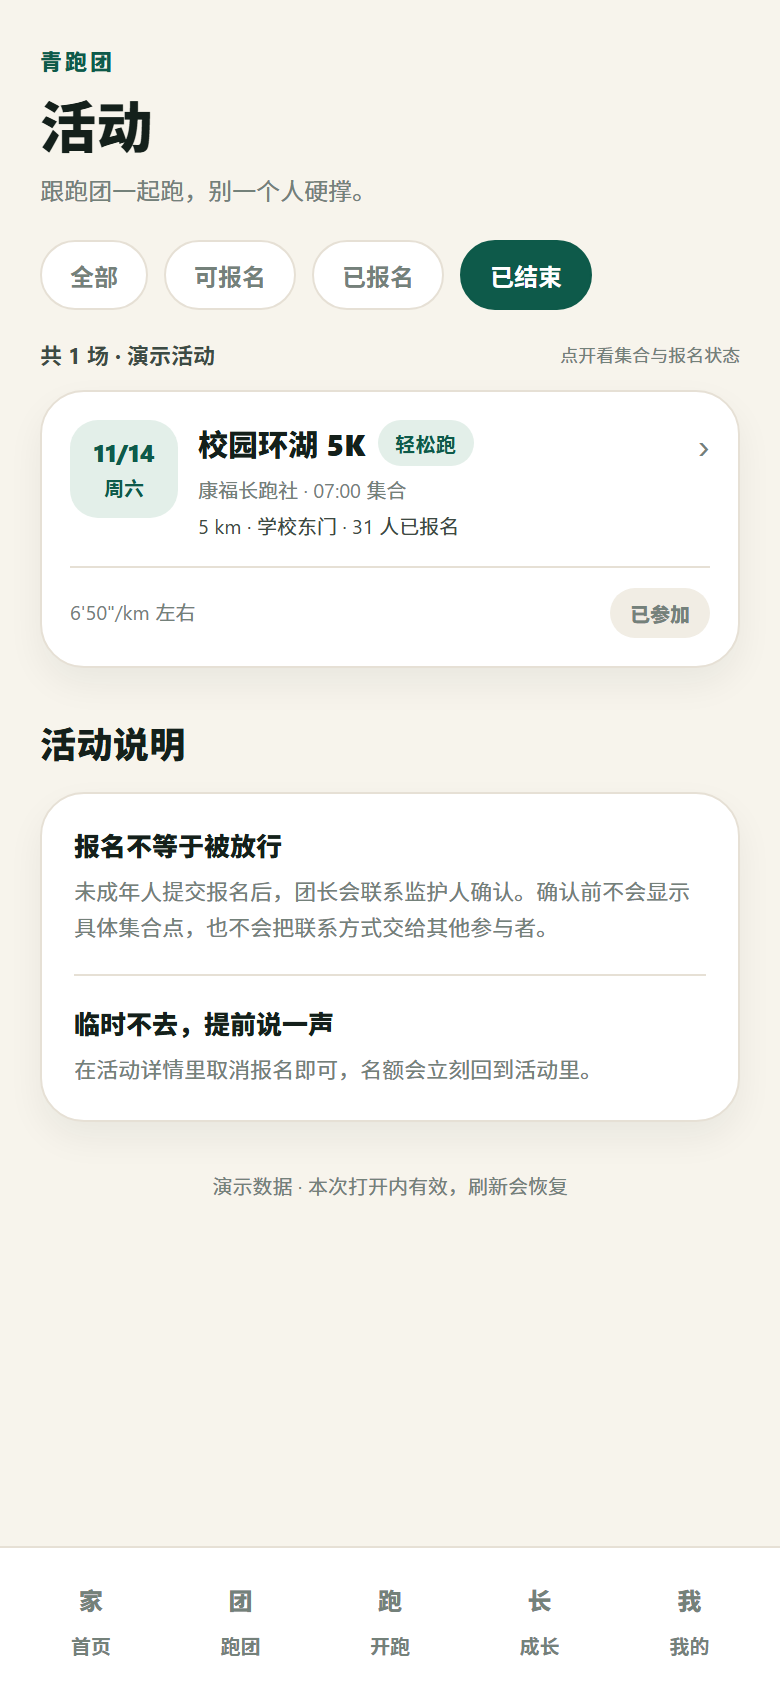 青跑团
活动
跟跑团一起跑，别一个人硬撑。
全部 可报名 已报名 已结束
共 1 场 · 演示活动 点开看集合与报名状态
11/14 校园环湖 5K 轻松跑 ›
周六 康福长跑社 · 07:00 集合
5 km · 学校东门 · 31 人已报名
6'50"/km 左右 已参加
活动说明
报名不等于被放行
未成年人提交报名后，团长会联系监护人确认。确认前不会显示
具体集合点，也不会把联系方式交给其他参与者。
临时不去，提前说一声
在活动详情里取消报名即可，名额会立刻回到活动里。
演示数据 · 本次打开内有效，刷新会恢复
家 团 跑 长 我
首页 跑团 开跑 成长 我的